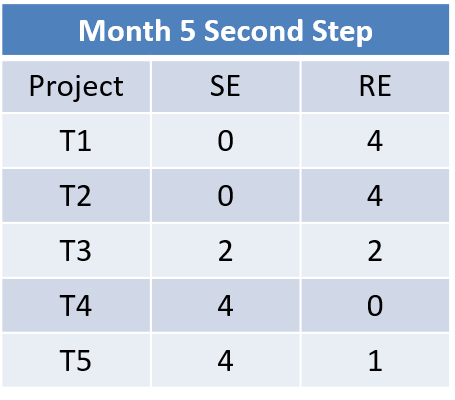 Month 5 Second Step
Project SE RE
T1 0 4
T2 0 4
T3 2 2
T4 4 0
T5 4 1